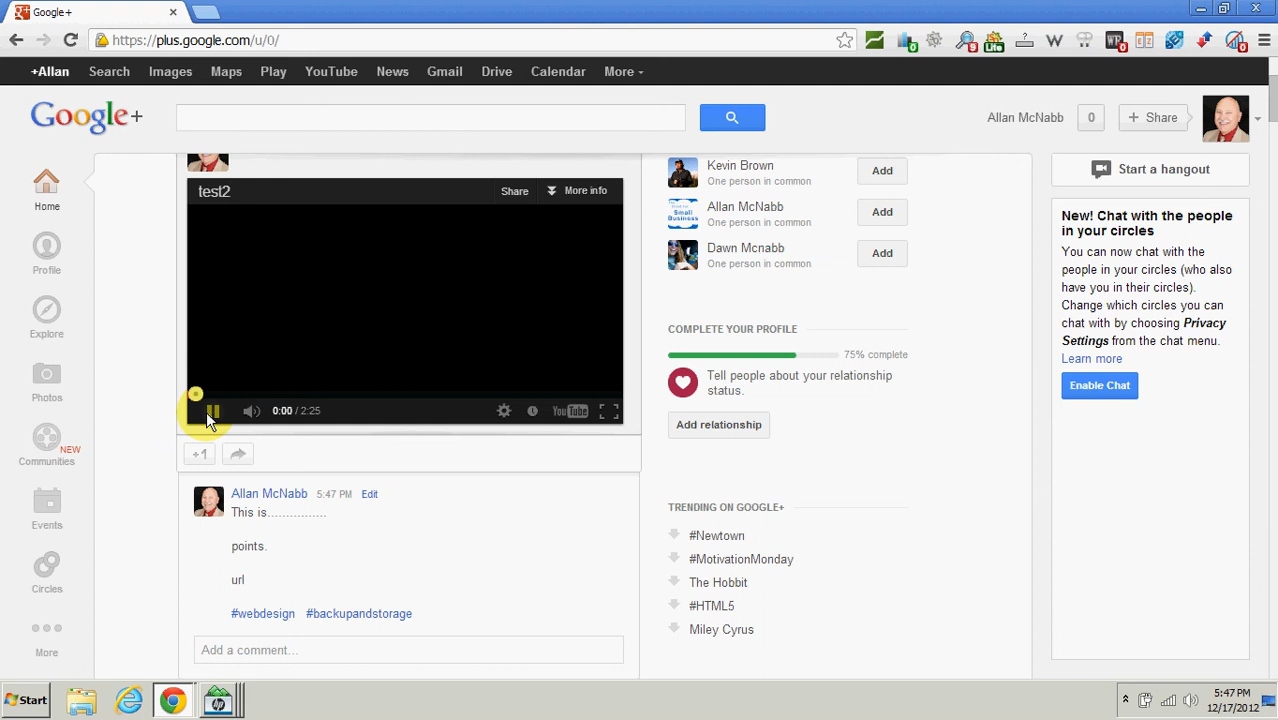 Google+
https://plus.google.com/u/0/
+Allan Search Images Maps Play YouTube News Gmail Drive Calendar More
Google+
Allan McNabb 0 + Share
Home
Profile
Explore
Photos
Communities NEW
Events
Circles
More
test2 Share More info
0:00 / 2:25 YouTube
+1
Allan McNabb 5:47 PM Edit
This is................
points.
url
#webdesign #backupandstorage
Add a comment...
Kevin Brown
One person in common
Add
Allan McNabb
One person in common
Add
Dawn Mcnabb
One person in common
Add
COMPLETE YOUR PROFILE
75% complete
Tell people about your relationship
status.
Add relationship
TRENDING ON GOOGLE+
#Newtown
#MotivationMonday
The Hobbit
#HTML5
Miley Cyrus
Start a hangout
New! Chat with the people
in your circles
You can now chat with the
people in your circles (who also
have you in their circles).
Change which circles you can
chat with by choosing Privacy
Settings from the chat menu.
Learn more
Enable Chat
Start
hp
5:47 PM
12/17/2012